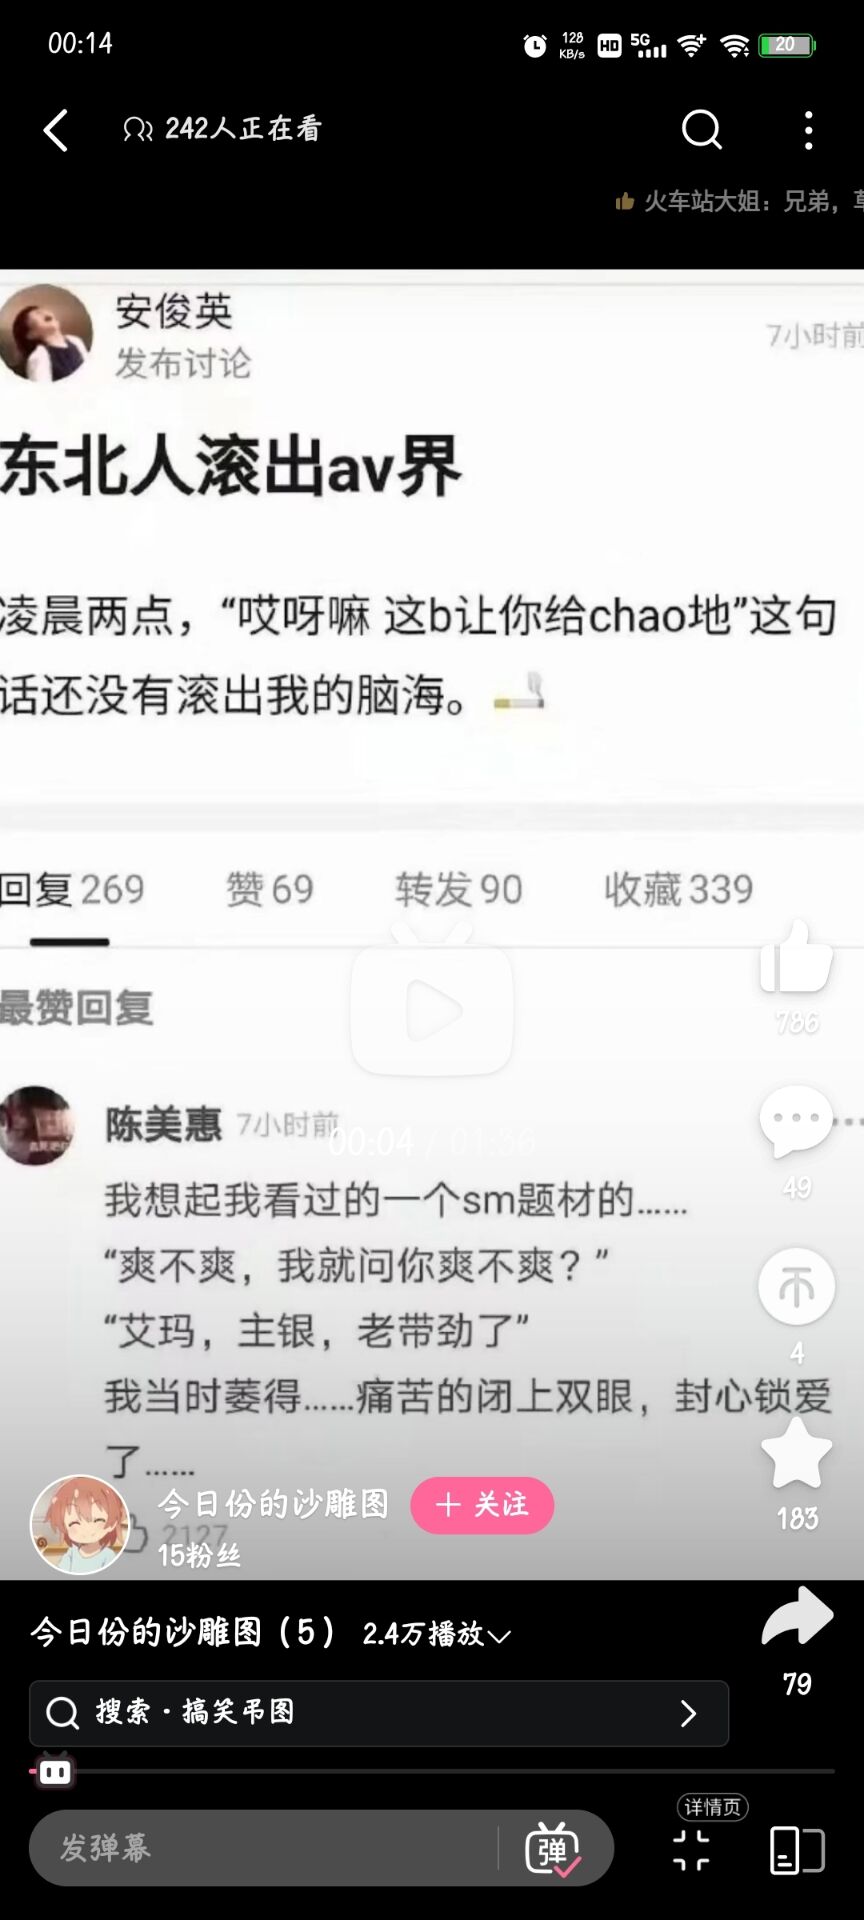 00:14
128
KB/s
HD
5G
20
242人正在看
火车站大姐：兄弟，
安俊英
发布讨论
7小时前
东北人滚出av界
凌晨两点，“哎呀嘛 这b让你给chao地”这句
话还没有滚出我的脑海。
回复 269
赞 69
转发 90
收藏 339
最赞回复
786
陈美惠
7小时前
00:04 / 01:36
我想起我看过的一个sm题材的……
49
“爽不爽，我就问你爽不爽？”
“艾玛，主银，老带劲了”
4
我当时萎得……痛苦的闭上双眼，封心锁爱
了……
183
今日份的沙雕图
+ 关注
2127
15粉丝
今日份的沙雕图（5）
2.4万播放
79
搜索 · 搞笑吊图
发弹幕
弹
详情页